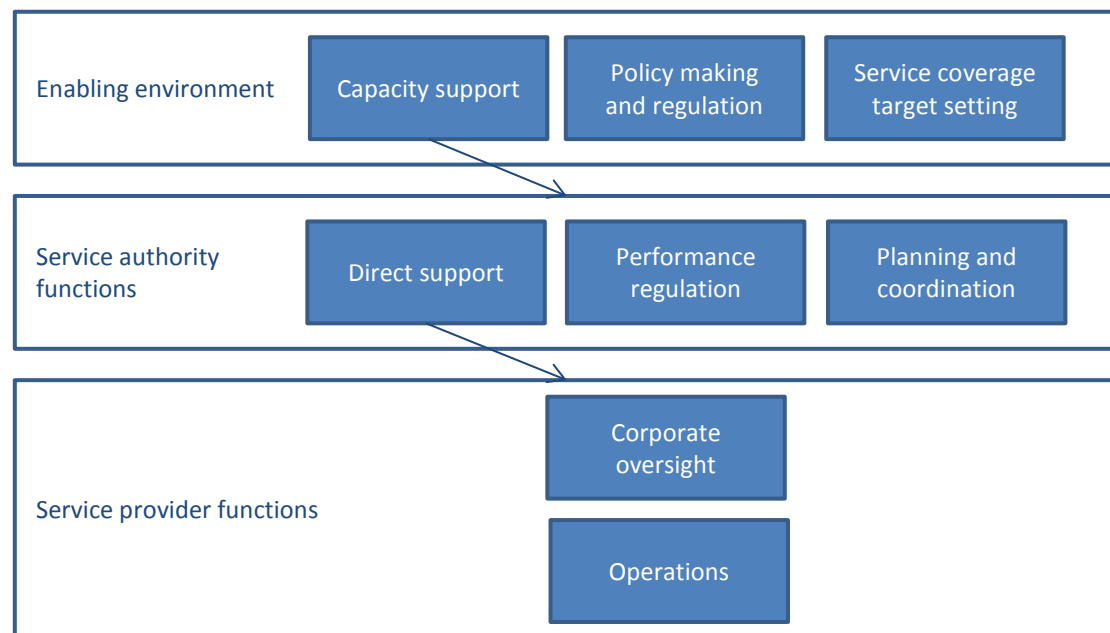 Enabling environment
Capacity support
Policy making
and regulation
Service coverage
target setting
Service authority
functions
Direct support
Performance
regulation
Planning and
coordination
Service provider functions
Corporate
oversight
Operations